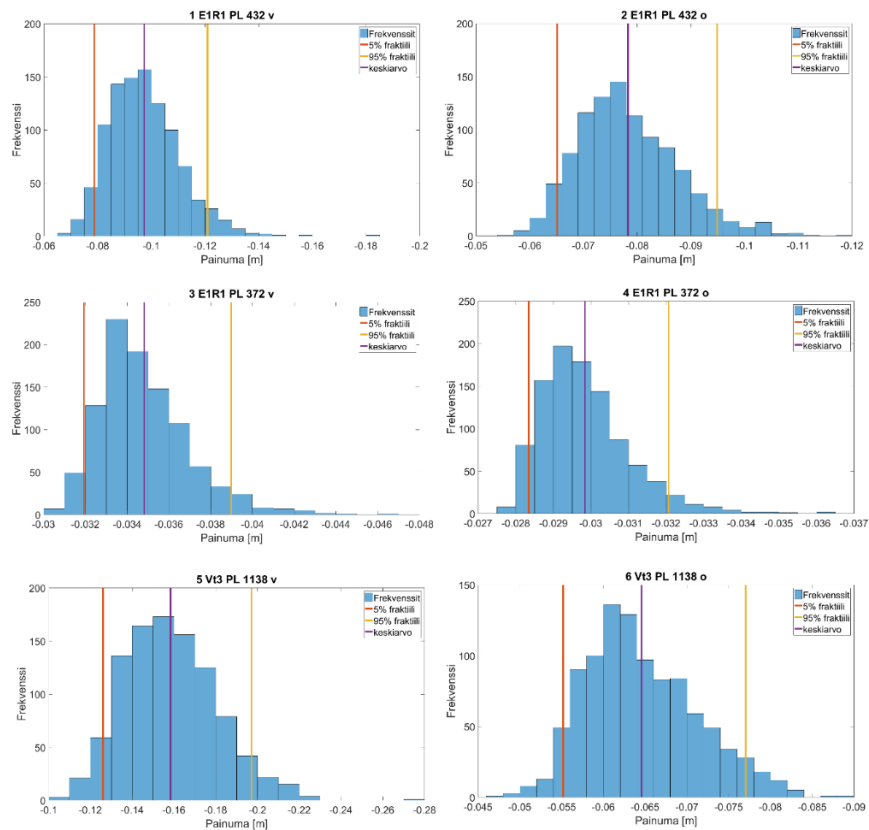 1 E1R1 PL 432 v
200
150
100
50
0
Frekvenssi
Frekvenssit
5% fraktiili
95% fraktiili
keskiarvo
-0.06 -0.08 -0.1 -0.12 -0.14 -0.16 -0.18 -0.2
Painuma [m]
2 E1R1 PL 432 o
200
150
100
50
0
Frekvenssi
Frekvenssit
5% fraktiili
95% fraktiili
keskiarvo
-0.05 -0.06 -0.07 -0.08 -0.09 -0.1 -0.11 -0.12
Painuma [m]
3 E1R1 PL 372 v
250
200
150
100
50
0
Frekvenssi
Frekvenssit
5% fraktiili
95% fraktiili
keskiarvo
-0.03 -0.032 -0.034 -0.036 -0.038 -0.04 -0.042 -0.044 -0.046 -0.048
Painuma [m]
4 E1R1 PL 372 o
250
200
150
100
50
0
Frekvenssi
Frekvenssit
5% fraktiili
95% fraktiili
keskiarvo
-0.027 -0.028 -0.029 -0.03 -0.031 -0.032 -0.033 -0.034 -0.035 -0.036 -0.037
Painuma [m]
5 Vt3 PL 1138 v
200
150
100
50
0
Frekvenssi
Frekvenssit
5% fraktiili
95% fraktiili
keskiarvo
-0.1 -0.12 -0.14 -0.16 -0.18 -0.2 -0.22 -0.24 -0.26 -0.28
Painuma [m]
6 Vt3 PL 1138 o
150
100
50
0
Frekvenssi
Frekvenssit
5% fraktiili
95% fraktiili
keskiarvo
-0.045 -0.05 -0.055 -0.06 -0.065 -0.07 -0.075 -0.08 -0.085 -0.09
Painuma [m]